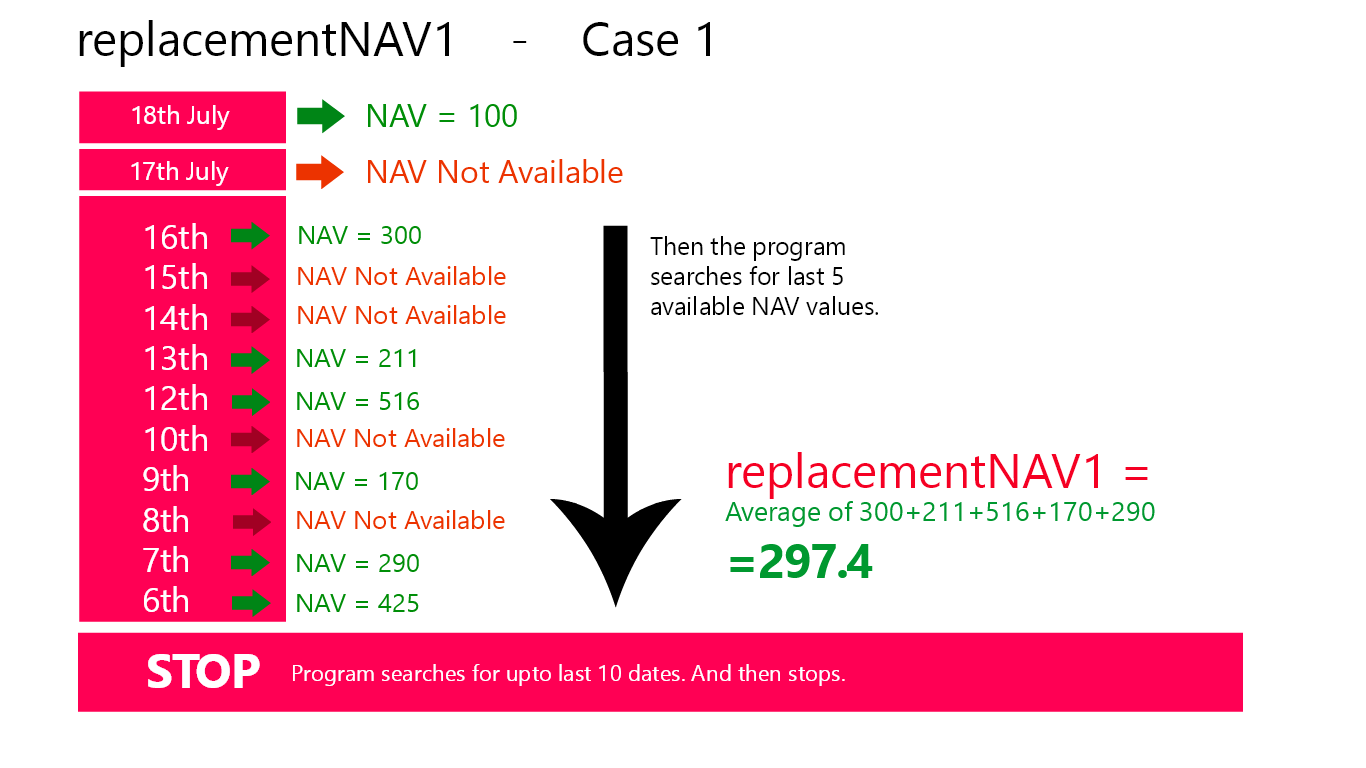 replacementNAV1 - Case 1
18th July NAV = 100
17th July NAV Not Available
16th NAV = 300
15th NAV Not Available
14th NAV Not Available
13th NAV = 211
12th NAV = 516
10th NAV Not Available
9th NAV = 170
8th NAV Not Available
7th NAV = 290
6th NAV = 425
Then the program
searches for last 5
available NAV values.
replacementNAV1 =
Average of 300+211+516+170+290
=297.4
STOP Program searches for upto last 10 dates. And then stops.